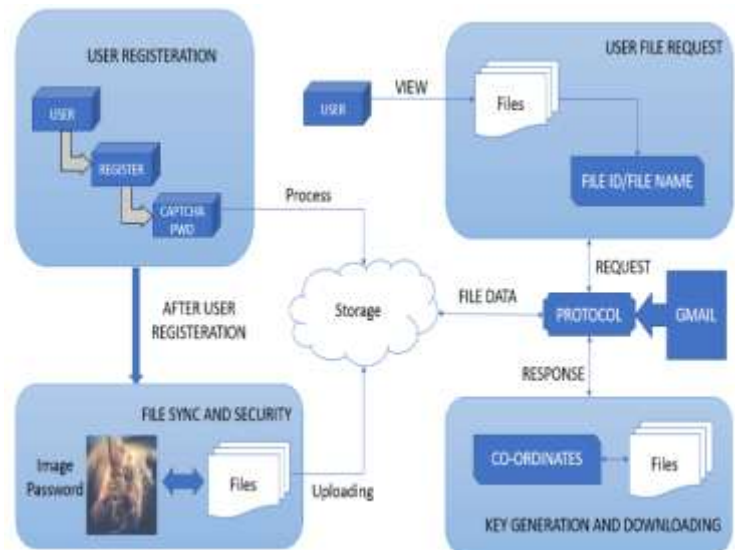 USER REGISTERATION
USER
REGISTER
CAPTCHA
PWD
Process
AFTER USER
REGISTERATION
FILE SYNC AND SECURITY
Image
Password
Files
Uploading
Storage
USER FILE REQUEST
USER
VIEW
Files
FILE ID/FILE NAME
REQUEST
FILE DATA
PROTOCOL
GMAIL
RESPONSE
CO-ORDINATES
Files
KEY GENERATION AND DOWNLOADING